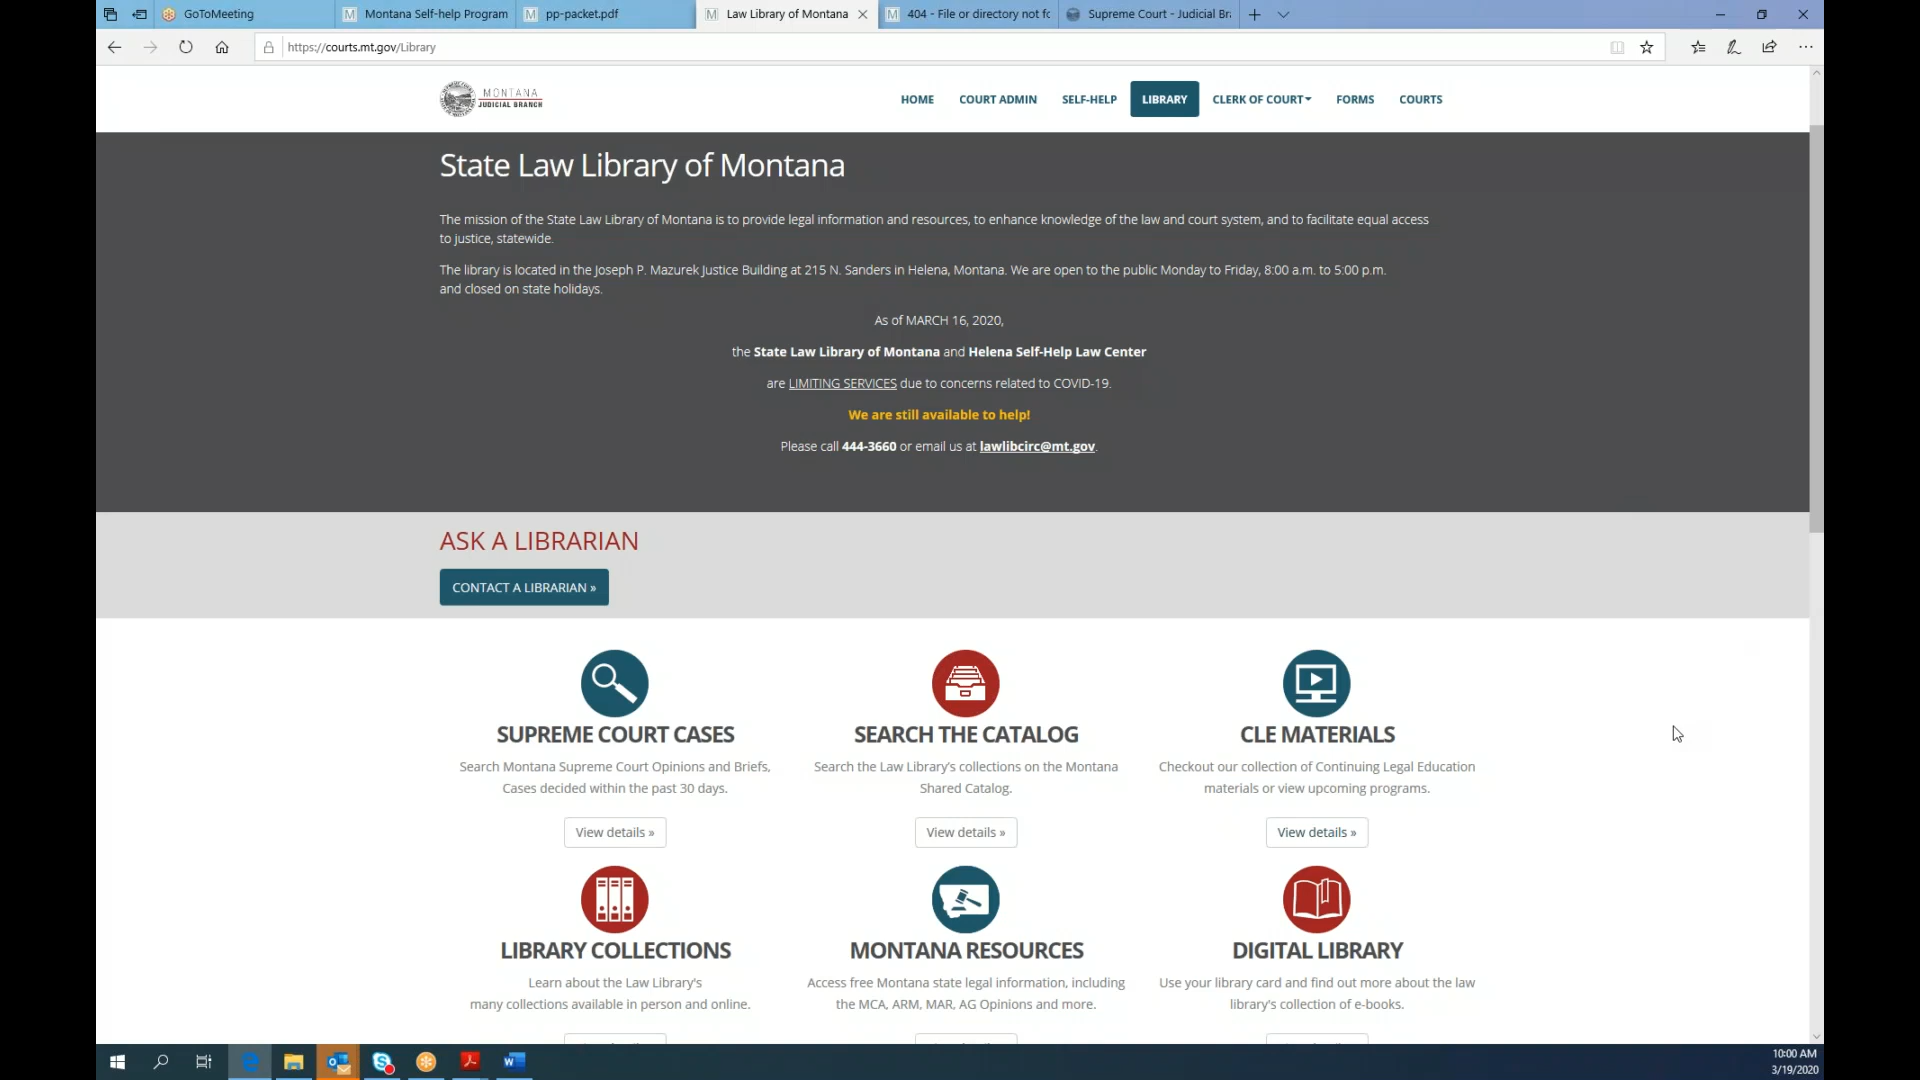 GoToMeeting
Montana Self-help Program
pp-packet.pdf
Law Library of Montana
404 - File or directory not fo
Supreme Court - Judicial Br
https://courts.mt.gov/Library
MONTANA
JUDICIAL BRANCH
HOME
COURT ADMIN
SELF-HELP
LIBRARY
CLERK OF COURT
FORMS
COURTS
State Law Library of Montana
The mission of the State Law Library of Montana is to provide legal information and resources, to enhance knowledge of the law and court system, and to facilitate equal access
to justice, statewide.
The library is located in the Joseph P. Mazurek Justice Building at 215 N. Sanders in Helena, Montana. We are open to the public Monday to Friday, 8:00 a.m. to 5:00 p.m.
and closed on state holidays.
As of MARCH 16, 2020,
the State Law Library of Montana and Helena Self-Help Law Center
are LIMITING SERVICES due to concerns related to COVID-19.
We are still available to help!
Please call 444-3660 or email us at lawlibcirc@mt.gov.
ASK A LIBRARIAN
CONTACT A LIBRARIAN »
SUPREME COURT CASES
Search Montana Supreme Court Opinions and Briefs,
Cases decided within the past 30 days.
View details »
SEARCH THE CATALOG
Search the Law Library's collections on the Montana
Shared Catalog.
View details »
CLE MATERIALS
Checkout our collection of Continuing Legal Education
materials or view upcoming programs.
View details »
LIBRARY COLLECTIONS
Learn about the Law Library's
many collections available in person and online.
MONTANA RESOURCES
Access free Montana state legal information, including
the MCA, ARM, MAR, AG Opinions and more.
DIGITAL LIBRARY
Use your library card and find out more about the law
library's collection of e-books.
10:00 AM
3/19/2020